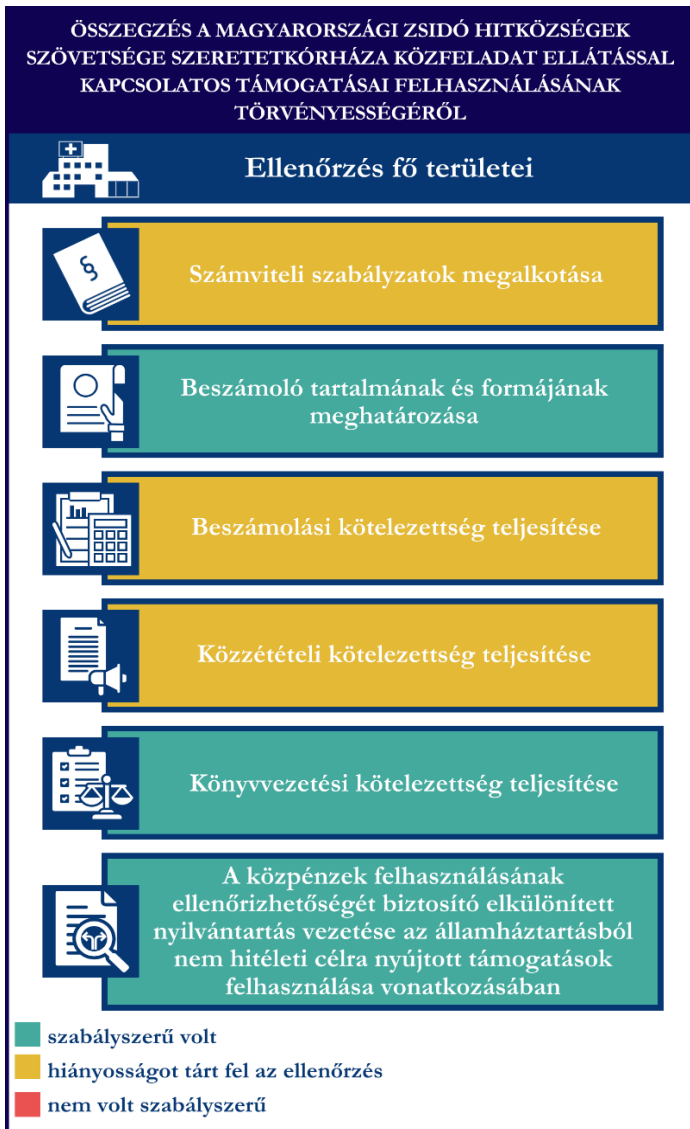 ÖSSZEGZÉS A MAGYARORSZÁGI ZSIDÓ HITKÖZSÉGEK
SZÖVETSÉGE SZERETETKÓRHÁZA KÖZFELADAT ELLÁTÁSSAL
KAPCSOLATOS TÁMOGATÁSAI FELHASZNÁLÁSÁNAK
TÖRVÉNYESSÉGÉRŐL
Ellenőrzés fő területei
§
Számviteli szabályzatok megalkotása
Beszámoló tartalmának és formájának
meghatározása
Beszámolási kötelezettség teljesítése
Közzétételi kötelezettség teljesítése
Könyvvezetési kötelezettség teljesítése
A közpénzek felhasználásának
ellenőrizhetőségét biztosító elkülönített
nyilvántartás vezetése az államháztartásból
nem hitéleti célra nyújtott támogatások
felhasználása vonatkozásában
szabályszerű volt
hiányosságot tárt fel az ellenőrzés
nem volt szabályszerű